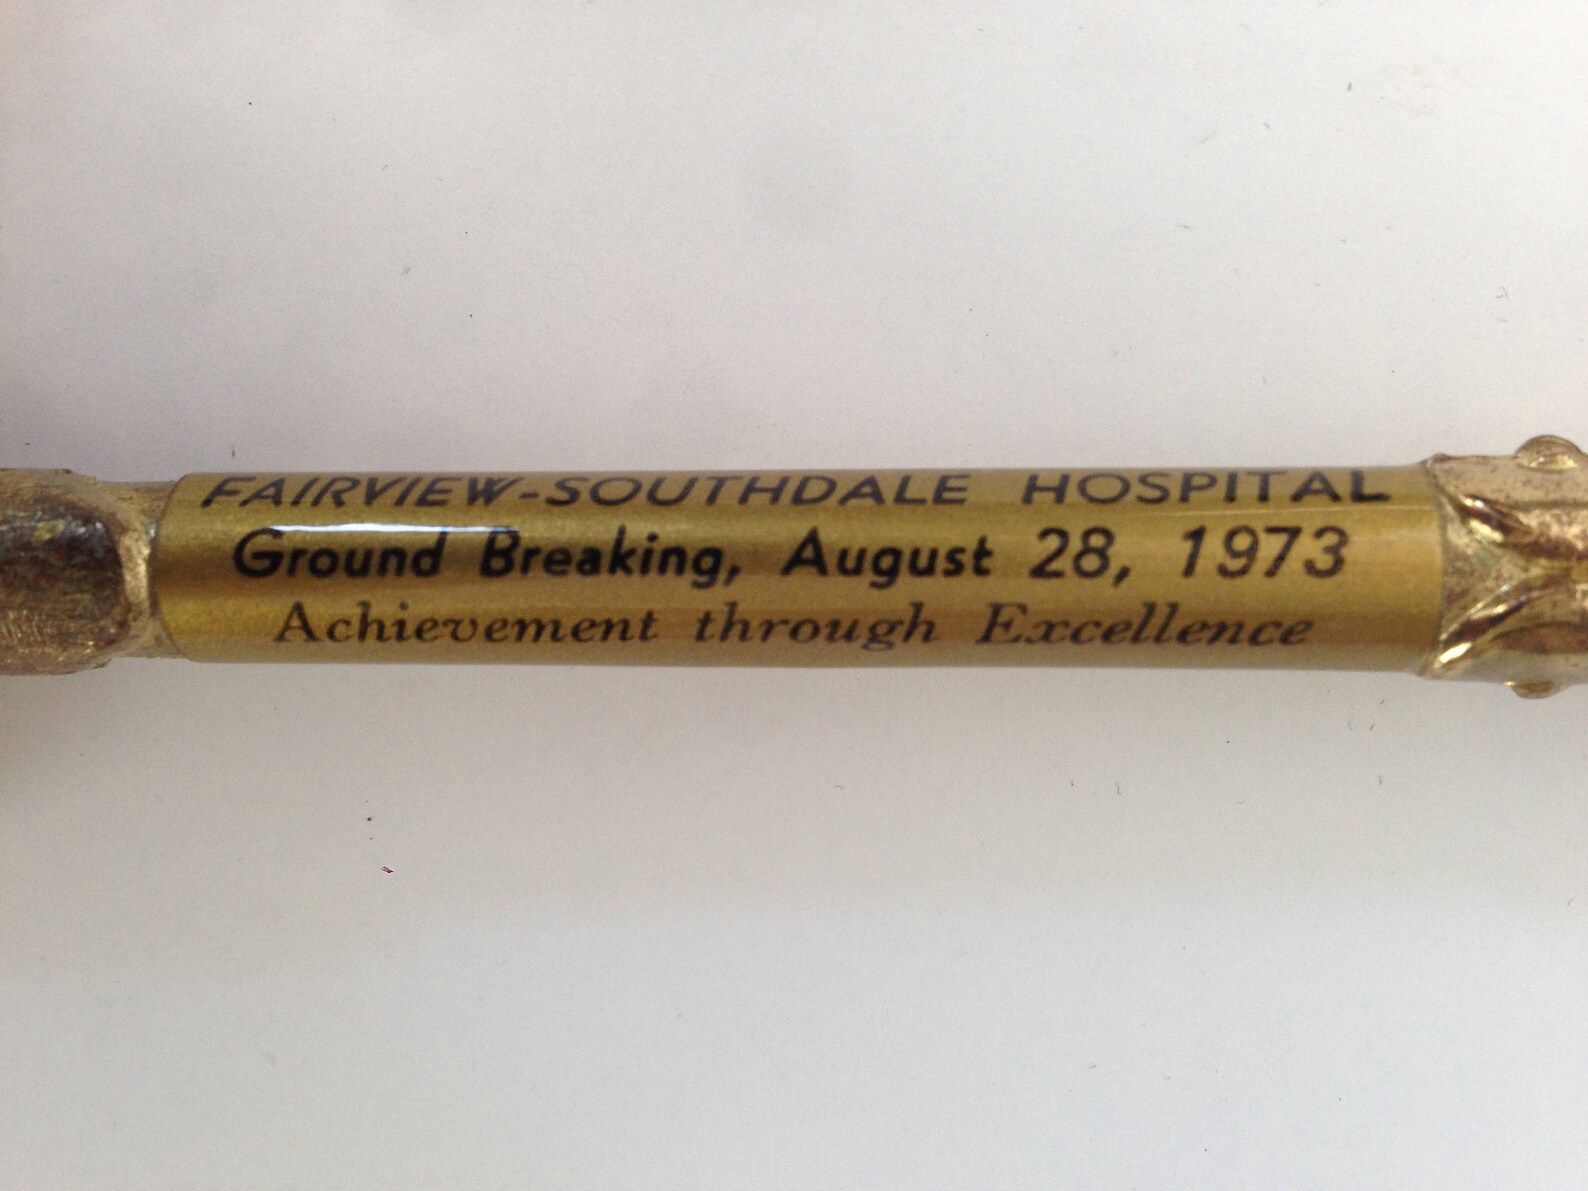 FAIRVIEW-SOUTHDALE HOSPITAL
Ground Breaking, August 28, 1973
Achievement through Excellence